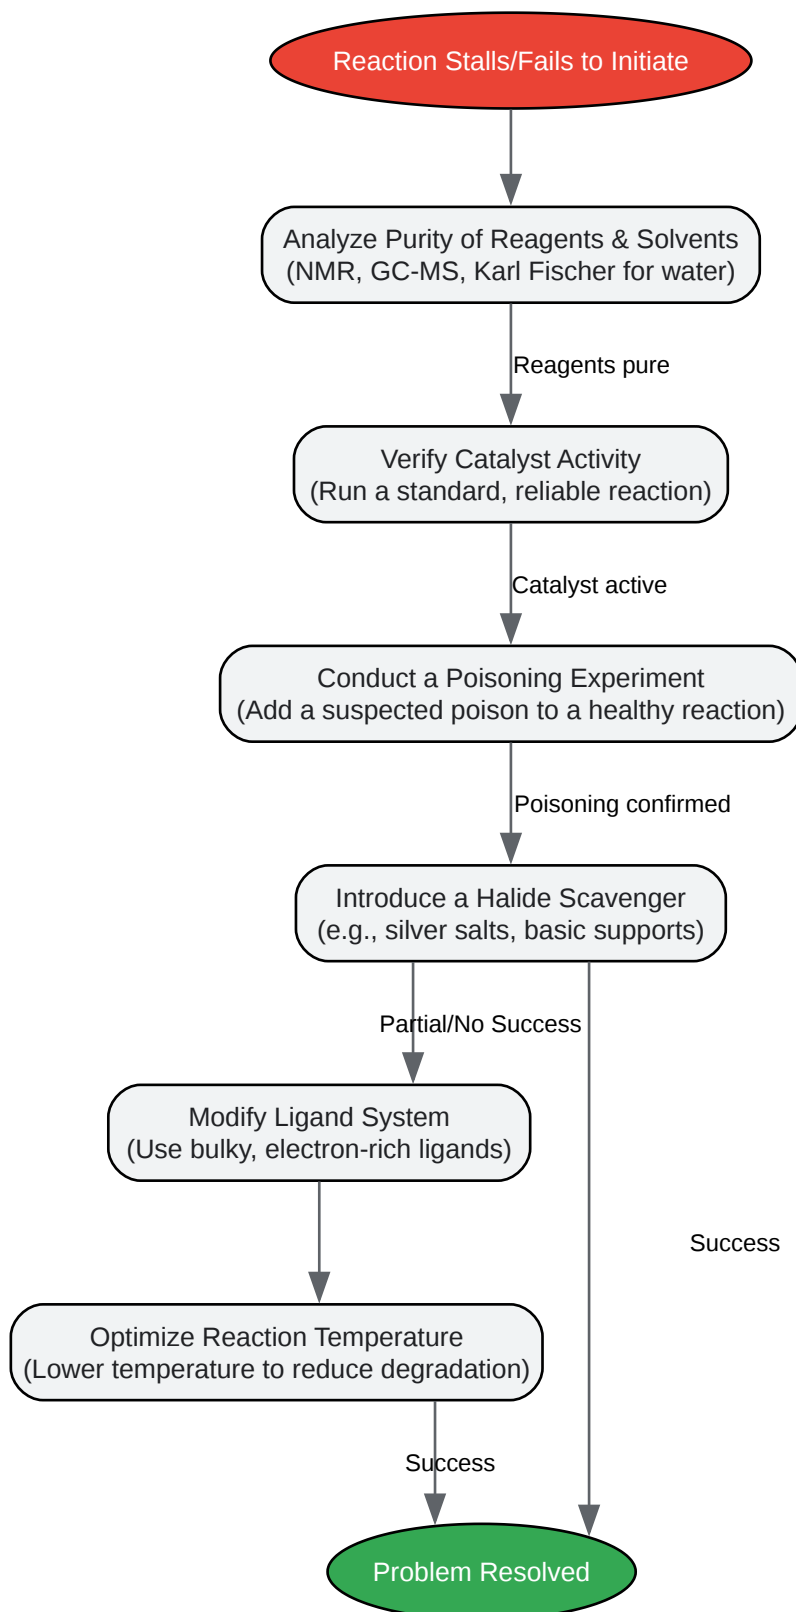 Reaction Stalls/Fails to Initiate
Analyze Purity of Reagents & Solvents
(NMR, GC-MS, Karl Fischer for water)
Reagents pure
Verify Catalyst Activity
(Run a standard, reliable reaction)
Catalyst active
Conduct a Poisoning Experiment
(Add a suspected poison to a healthy reaction)
Poisoning confirmed
Introduce a Halide Scavenger
(e.g., silver salts, basic supports)
Partial/No Success
Modify Ligand System
(Use bulky, electron-rich ligands)
Success
Optimize Reaction Temperature
(Lower temperature to reduce degradation)
Success
Problem Resolved